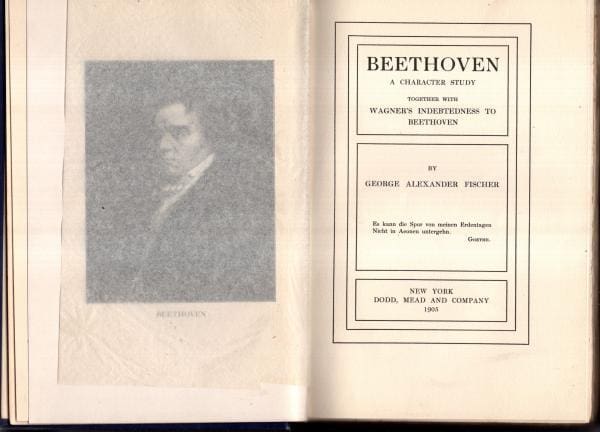 BEETHOVEN
BEETHOVEN
A CHARACTER STUDY
TOGETHER WITH
WAGNER'S INDEBTEDNESS TO
BEETHOVEN
BY
GEORGE ALEXANDER FISCHER
Es kann die Spur von meinen Erdentagen
Nicht in Aeonen untergehn.
GOETHE.
NEW YORK
DODD, MEAD AND COMPANY
1905